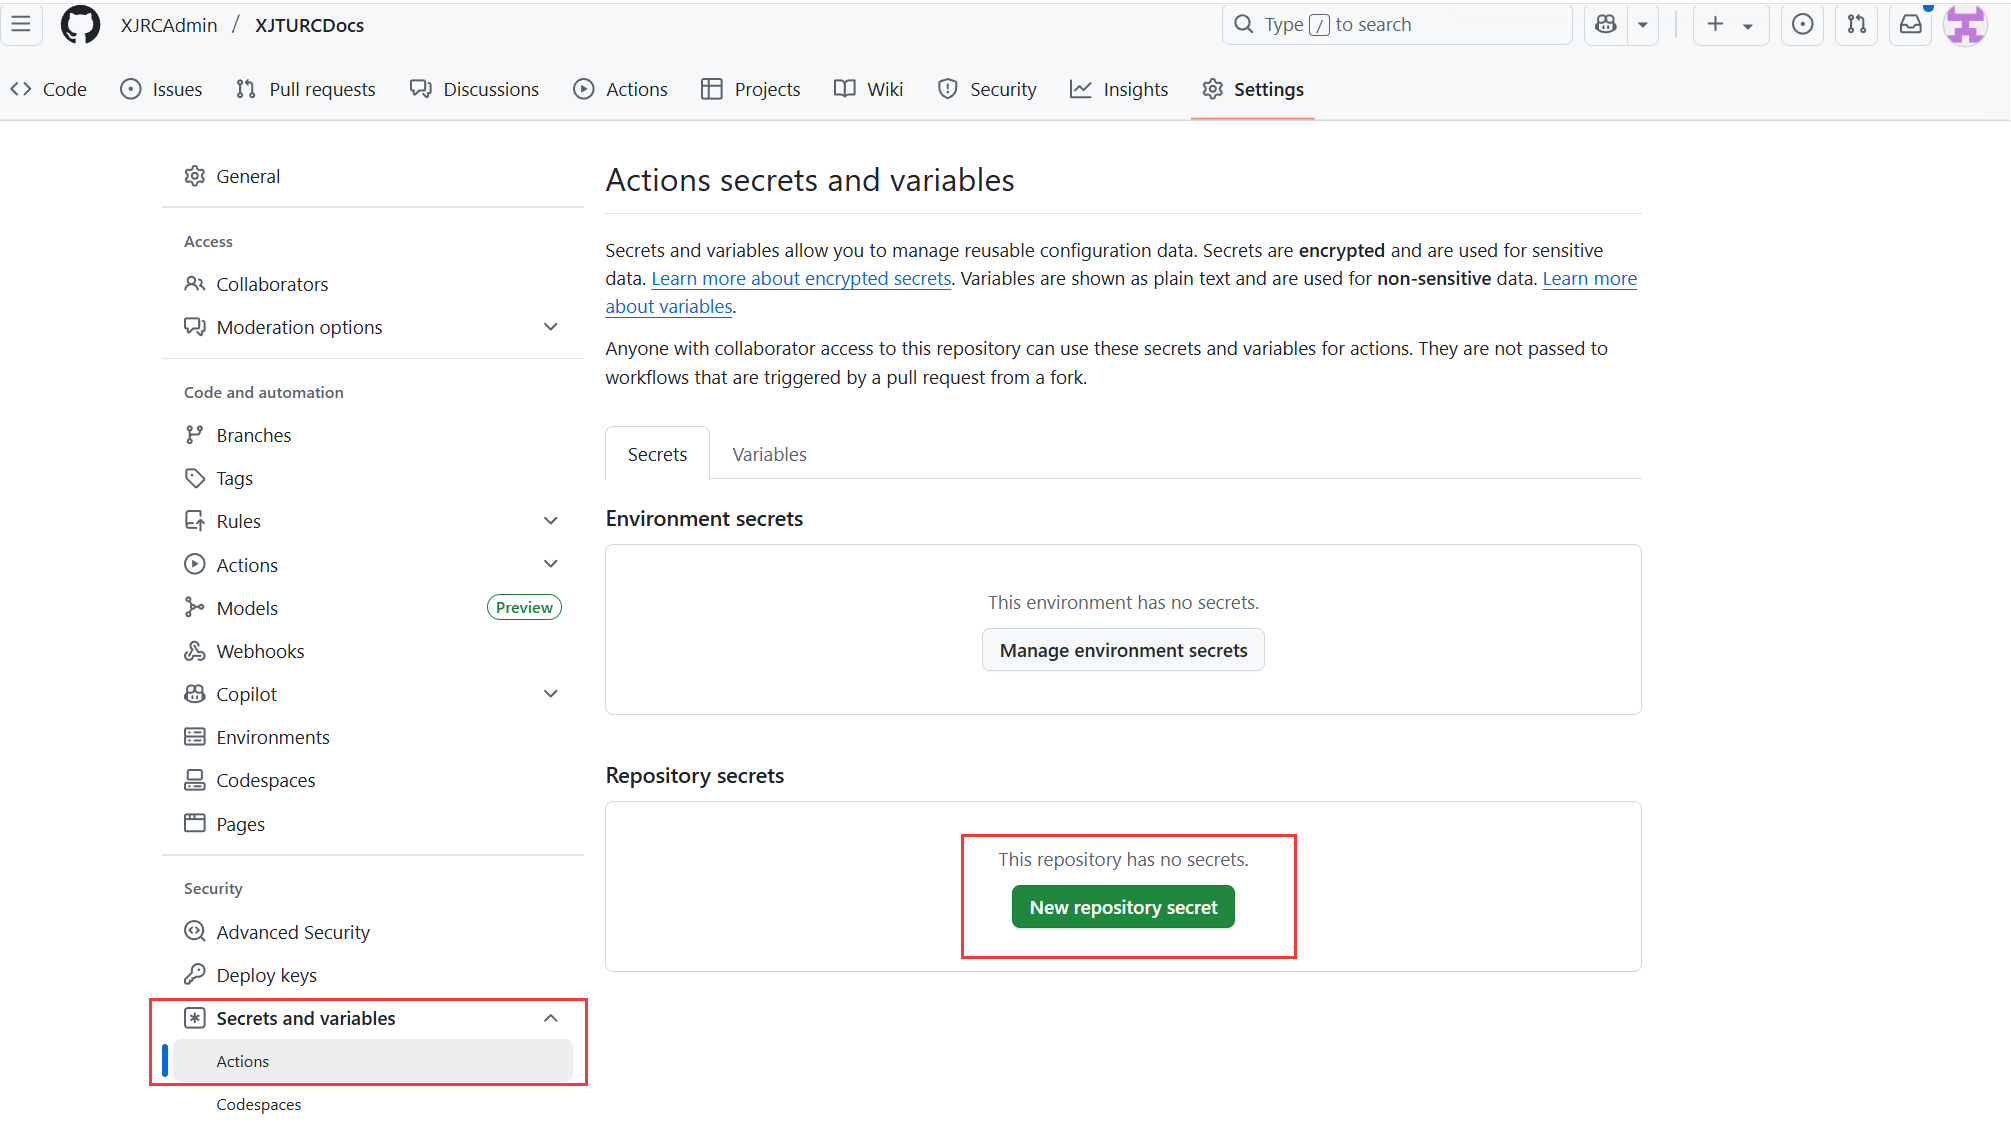 XJRCAdmin / XJTURCDocs
Type / to search
Code
Issues
Pull requests
Discussions
Actions
Projects
Wiki
Security
Insights
Settings
General
Access
Collaborators
Moderation options
Code and automation
Branches
Tags
Rules
Actions
Models
Preview
Webhooks
Copilot
Environments
Codespaces
Pages
Security
Advanced Security
Deploy keys
Secrets and variables
Actions
Codespaces
Actions secrets and variables
Secrets and variables allow you to manage reusable configuration data. Secrets are encrypted and are used for sensitive
data. Learn more about encrypted secrets. Variables are shown as plain text and are used for non-sensitive data. Learn more
about variables.
Anyone with collaborator access to this repository can use these secrets and variables for actions. They are not passed to
workflows that are triggered by a pull request from a fork.
Secrets
Variables
Environment secrets
This environment has no secrets.
Manage environment secrets
Repository secrets
This repository has no secrets.
New repository secret